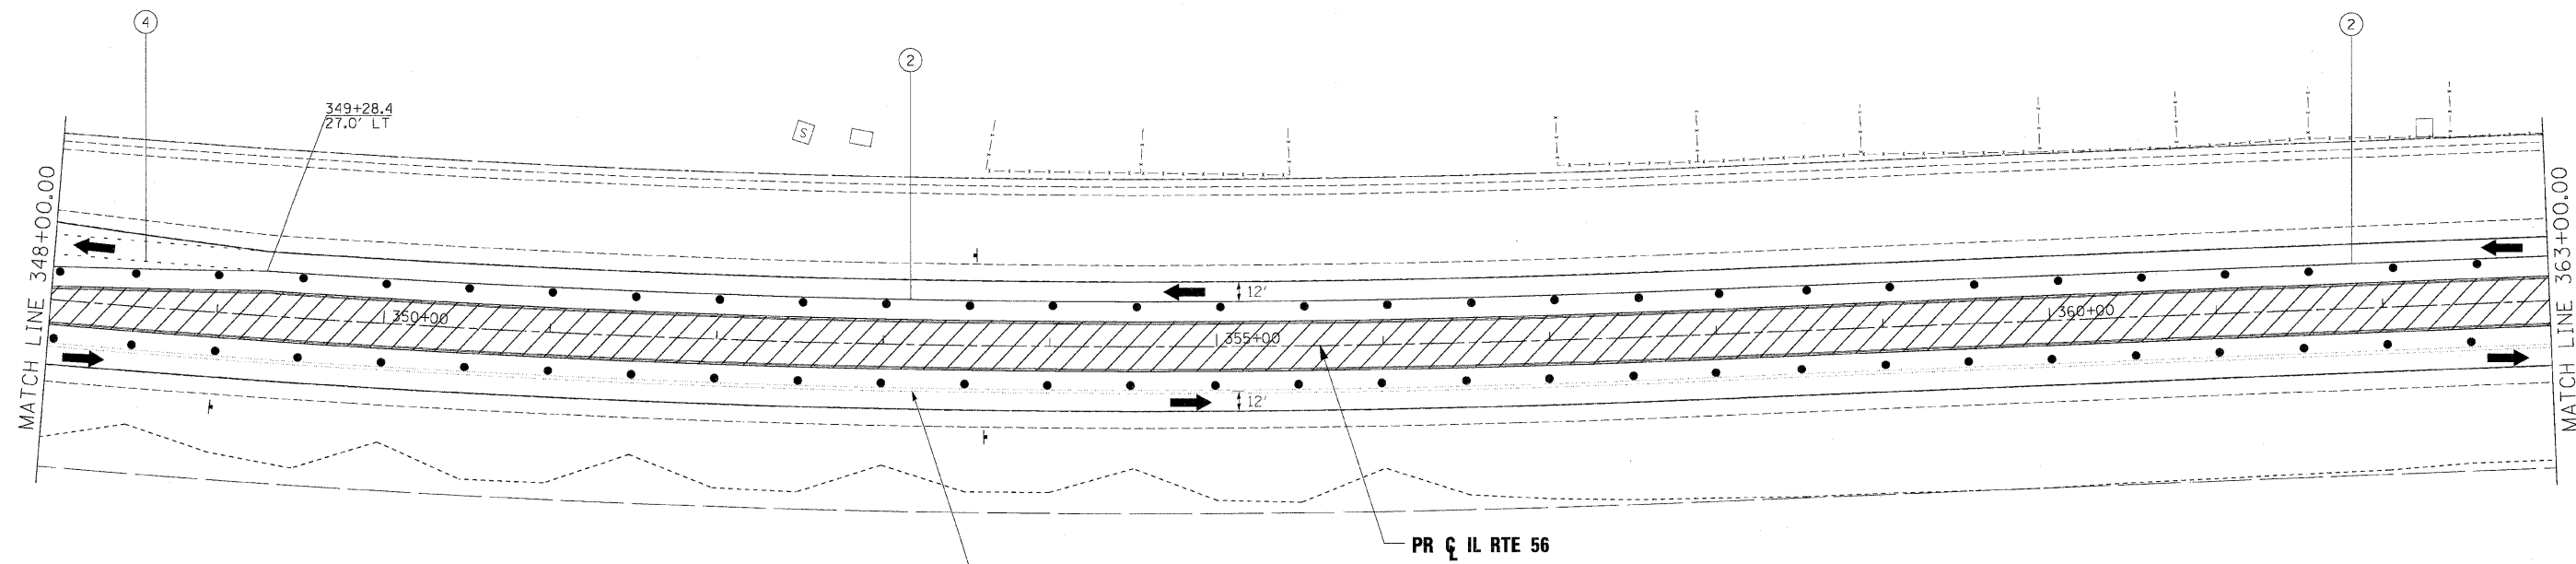 4
2
2
349+28.4
27.0' LT
S
MATCH LINE 348+00.00
MATCH LINE 363+00.00
12'
350+00
355+00
360+00
12'
PR ℄ IL RTE 56